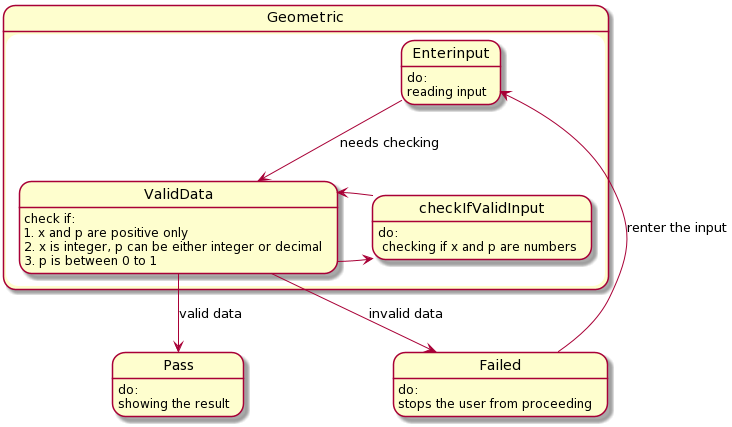 Geometric
Enterinput
do:
reading input
needs checking
ValidData
check if:
1. x and p are positive only
2. x is integer, p can be either integer or decimal
3. p is between 0 to 1
checkIfValidInput
do:
checking if x and p are numbers
renter the input
valid data
invalid data
Pass
do:
showing the result
Failed
do:
stops the user from proceeding